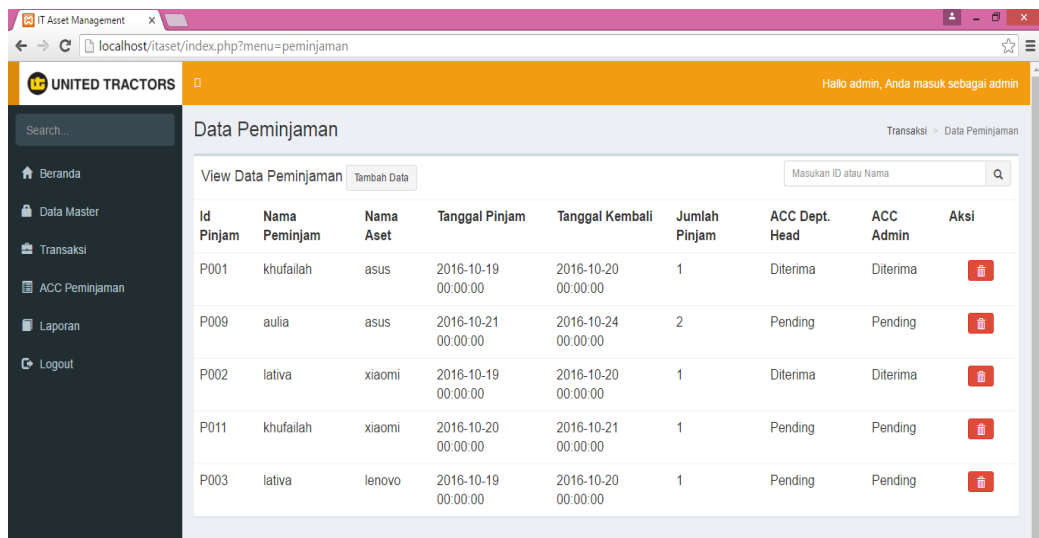 IT Asset Management
localhost/itaset/index.php?menu=peminjaman
UNITED TRACTORS
Hallo admin, Anda masuk sebagai admin
Search...
Beranda
Data Master
Transaksi
ACC Peminjaman
Laporan
Logout
Data Peminjaman
Transaksi > Data Peminjaman
View Data Peminjaman Tambah Data
Masukan ID atau Nama
Id Pinjam Nama Peminjam Nama Aset Tanggal Pinjam Tanggal Kembali Jumlah Pinjam ACC Dept. Head ACC Admin Aksi
P001 khufailah asus 2016-10-19 00:00:00 2016-10-20 00:00:00 1 Diterima Diterima
P009 aulia asus 2016-10-21 00:00:00 2016-10-24 00:00:00 2 Pending Pending
P002 lativa xiaomi 2016-10-19 00:00:00 2016-10-20 00:00:00 1 Diterima Diterima
P011 khufailah xiaomi 2016-10-20 00:00:00 2016-10-21 00:00:00 1 Pending Pending
P003 lativa lenovo 2016-10-19 00:00:00 2016-10-20 00:00:00 1 Pending Pending